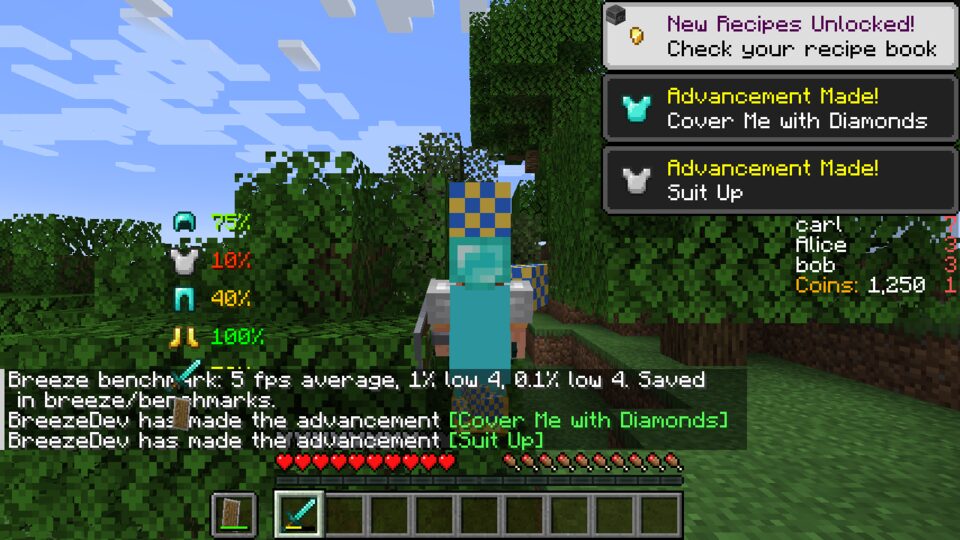 New Recipes Unlocked!
Check your recipe book
Advancement Made!
Cover Me with Diamonds
Advancement Made!
Suit Up
carl 7
Alice 3
bob 3
Coins: 1,250 1
75%
10%
40%
100%
Breeze benchmark: 5 fps average, 1% low 4, 0.1% low 4. Saved
in breeze/benchmarks.
BreezeDev has made the advancement [Cover Me with Diamonds]
BreezeDev has made the advancement [Suit Up]